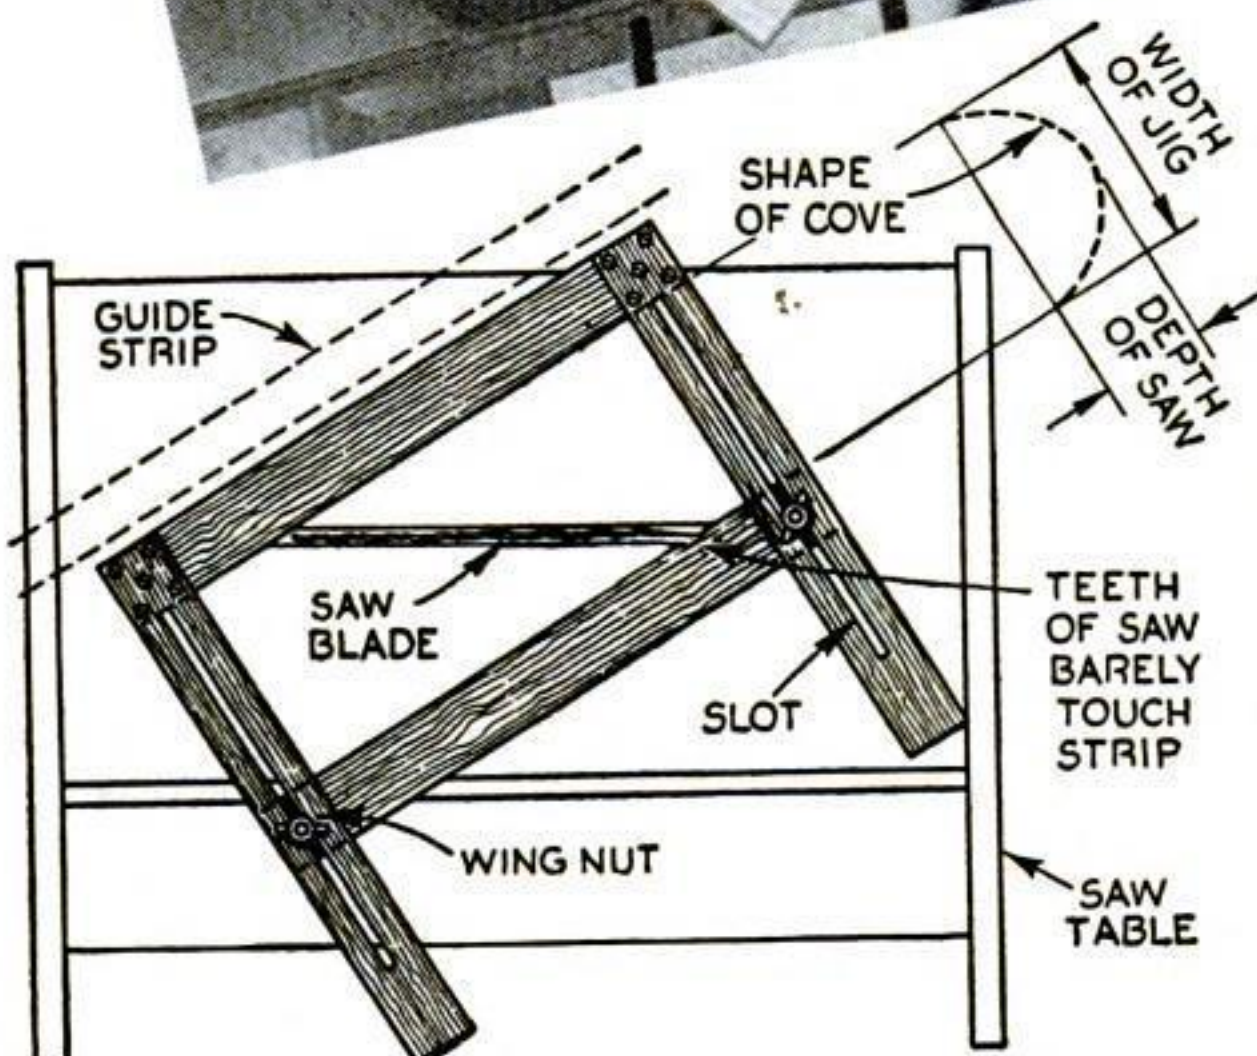 WIDTH
OF JIG
SHAPE
OF COVE
GUIDE
STRIP
DEPTH
OF SAW
SAW
BLADE
TEETH
OF SAW
BARELY
TOUCH
STRIP
SLOT
WING NUT
SAW
TABLE